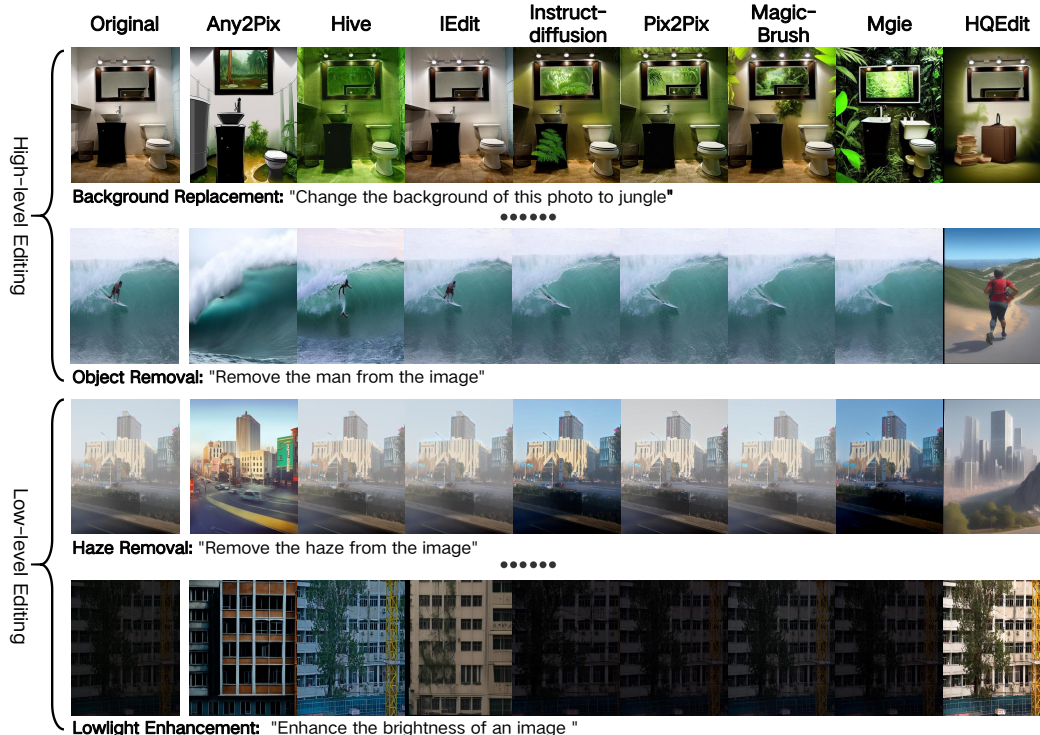 Original Any2Pix Hive IEdit Instruct- Pix2Pix Magic- Mgie HQEdit
diffusion Brush
High-level Editing
Background Replacement: "Change the background of this photo to jungle"
●●●●●●
Object Removal: "Remove the man from the image"
Low-level Editing
Haze Removal: "Remove the haze from the image"
●●●●●●
Lowlight Enhancement: "Enhance the brightness of an image "